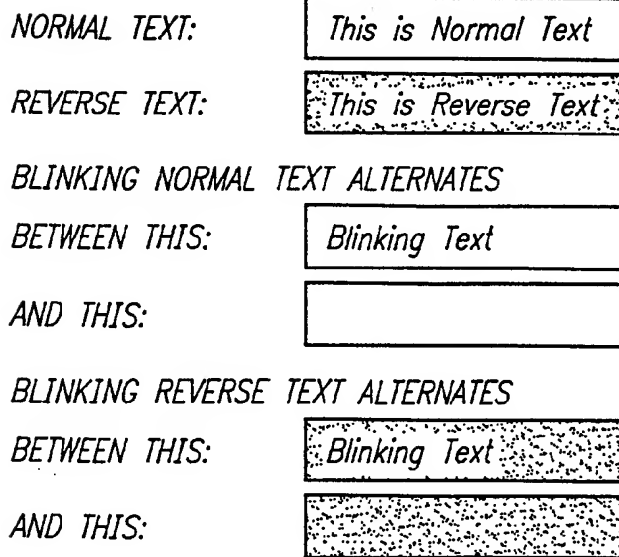 NORMAL TEXT: This is Normal Text
REVERSE TEXT: This is Reverse Text
BLINKING NORMAL TEXT ALTERNATES
BETWEEN THIS: Blinking Text
AND THIS:
BLINKING REVERSE TEXT ALTERNATES
BETWEEN THIS: Blinking Text
AND THIS: